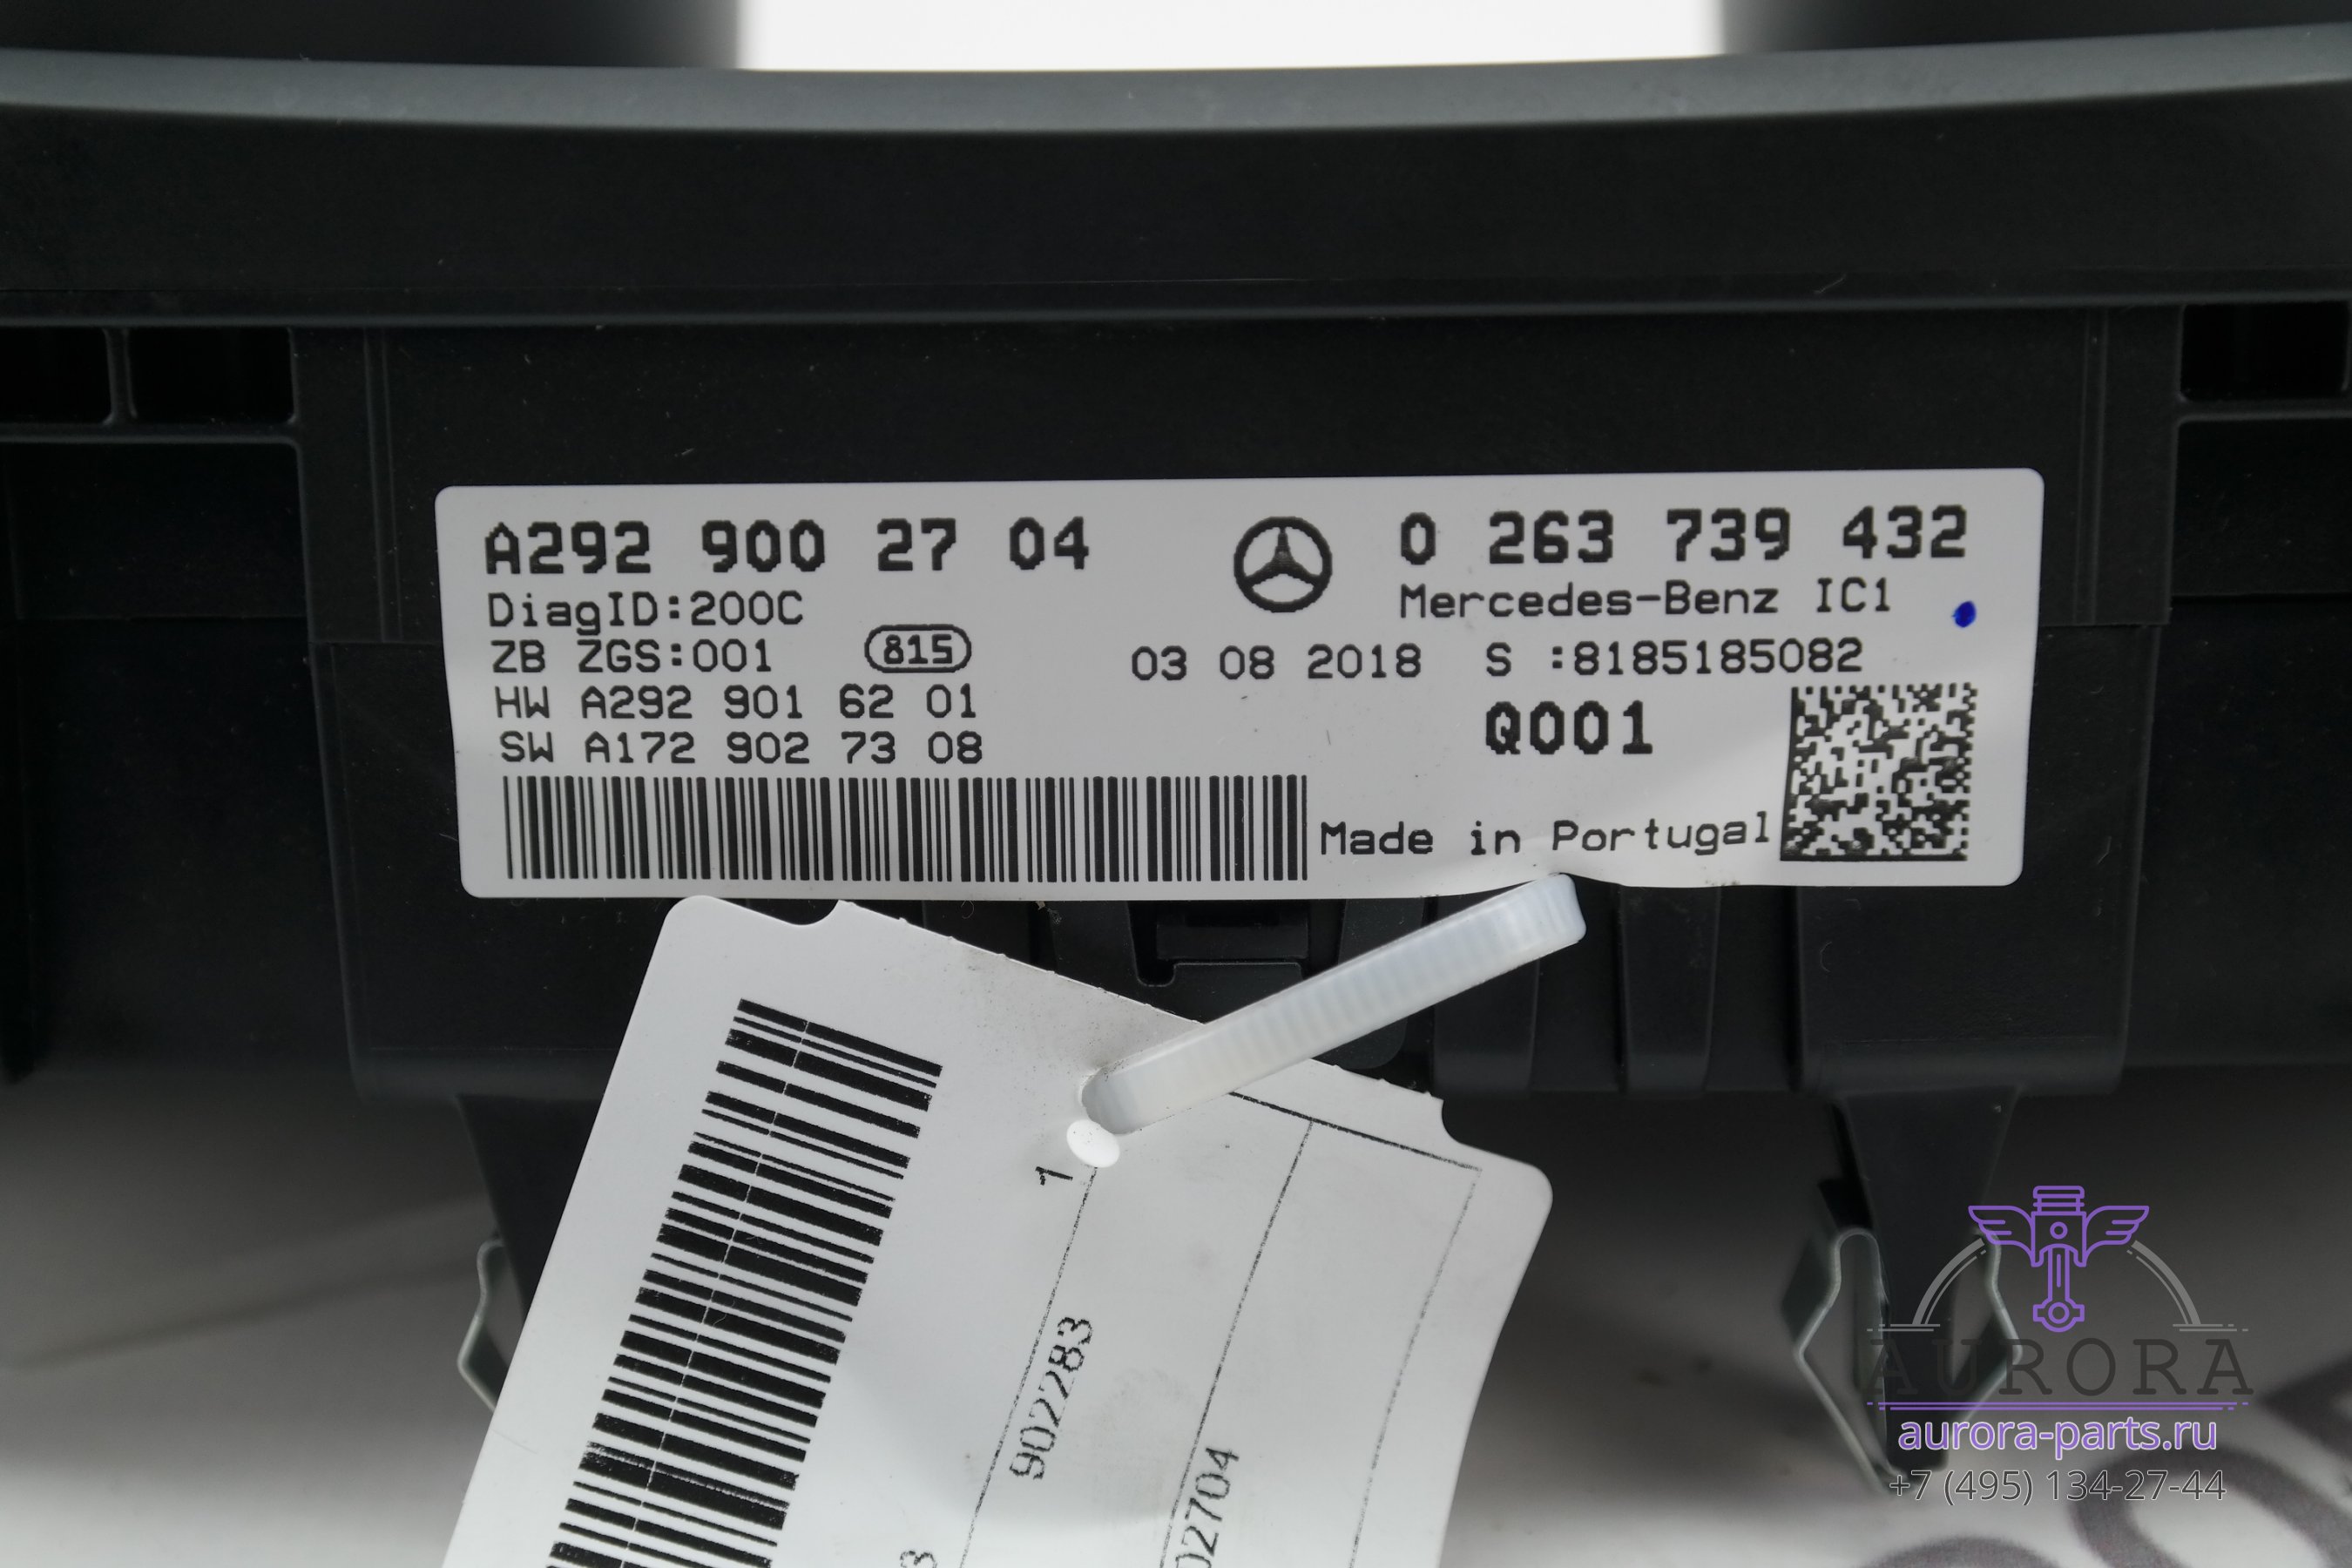 A292 900 27 04
0 263 739 432
DiagID:200C
Mercedes-Benz IC1
ZB ZGS:001
815
03 08 2018
S :8185185082
HW A292 901 62 01
Q001
SW A172 902 73 08
Made in Portugal
1
902283
02704
3
AURORA
aurora-parts.ru
+7 (495) 134-27-44